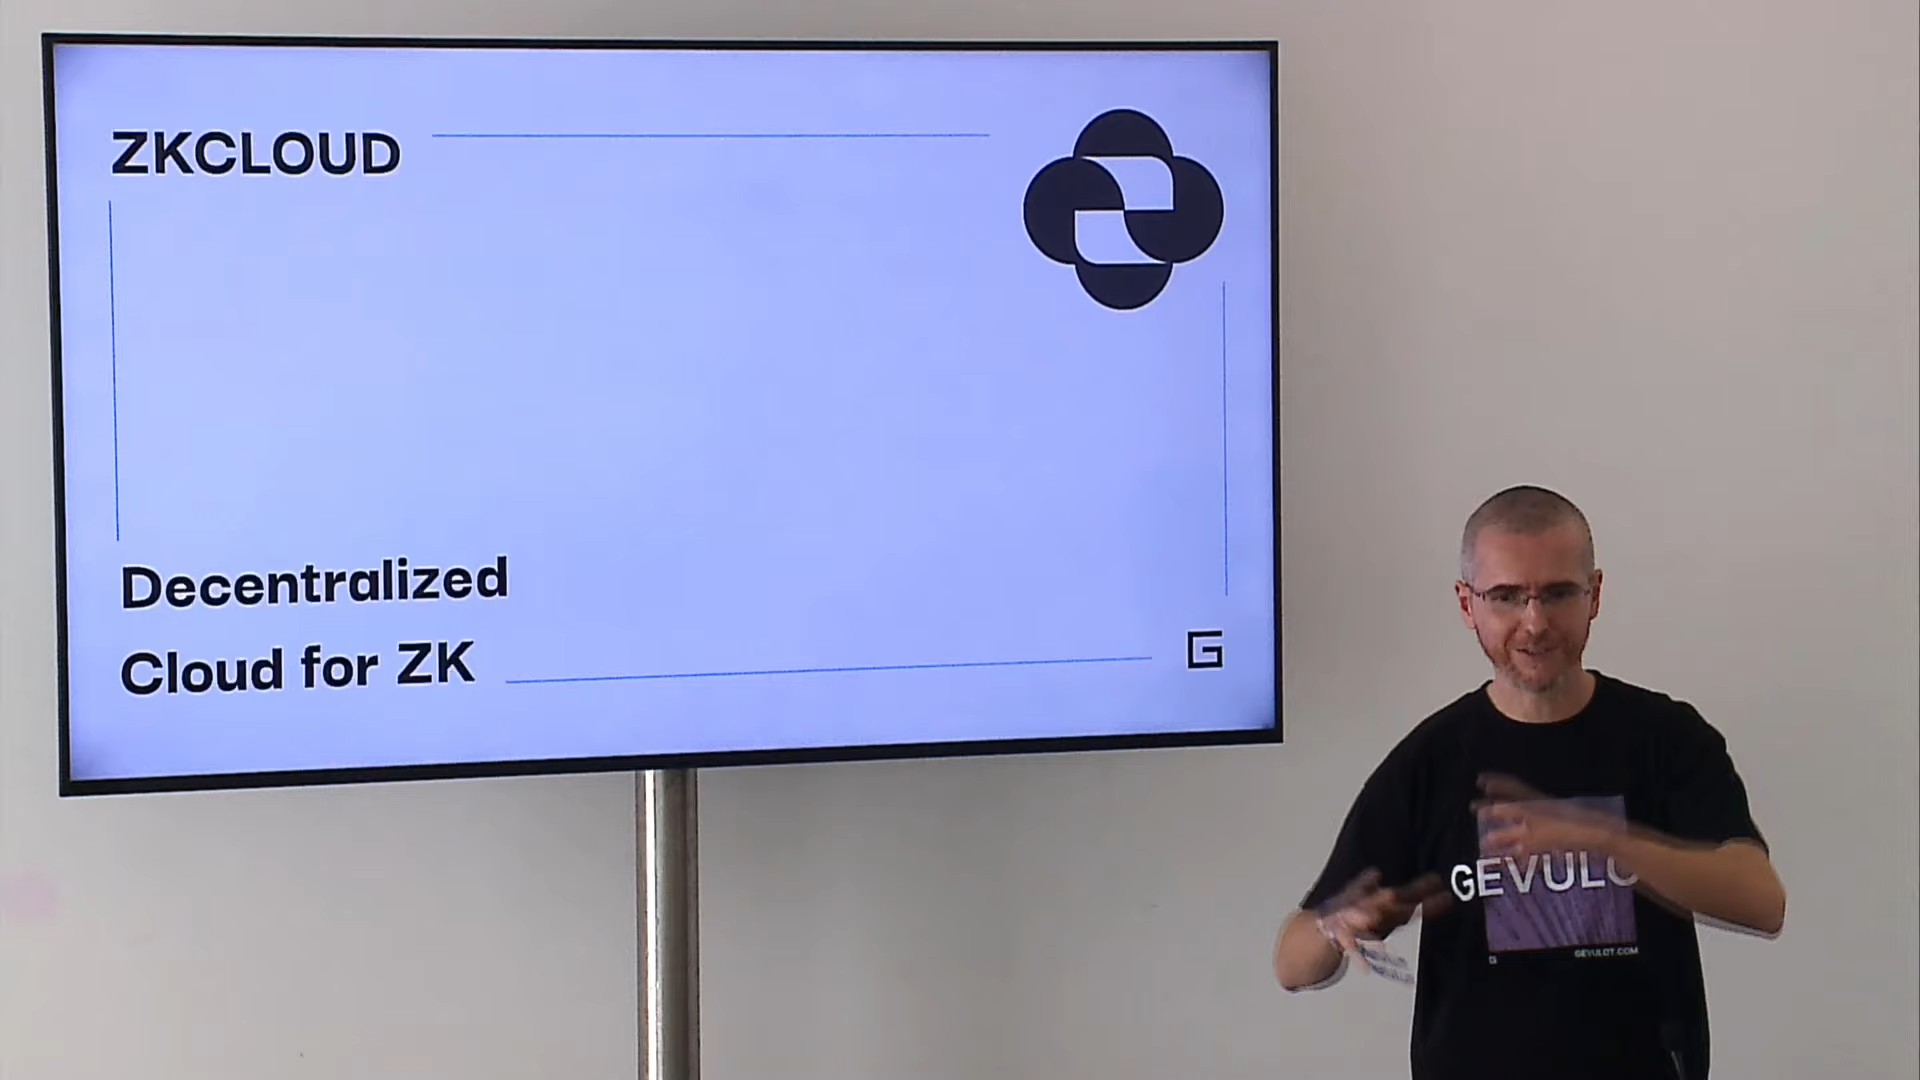 ZKCLOUD
Decentralized
Cloud for ZK
G
GEVULO
G
GEVULOT.COM